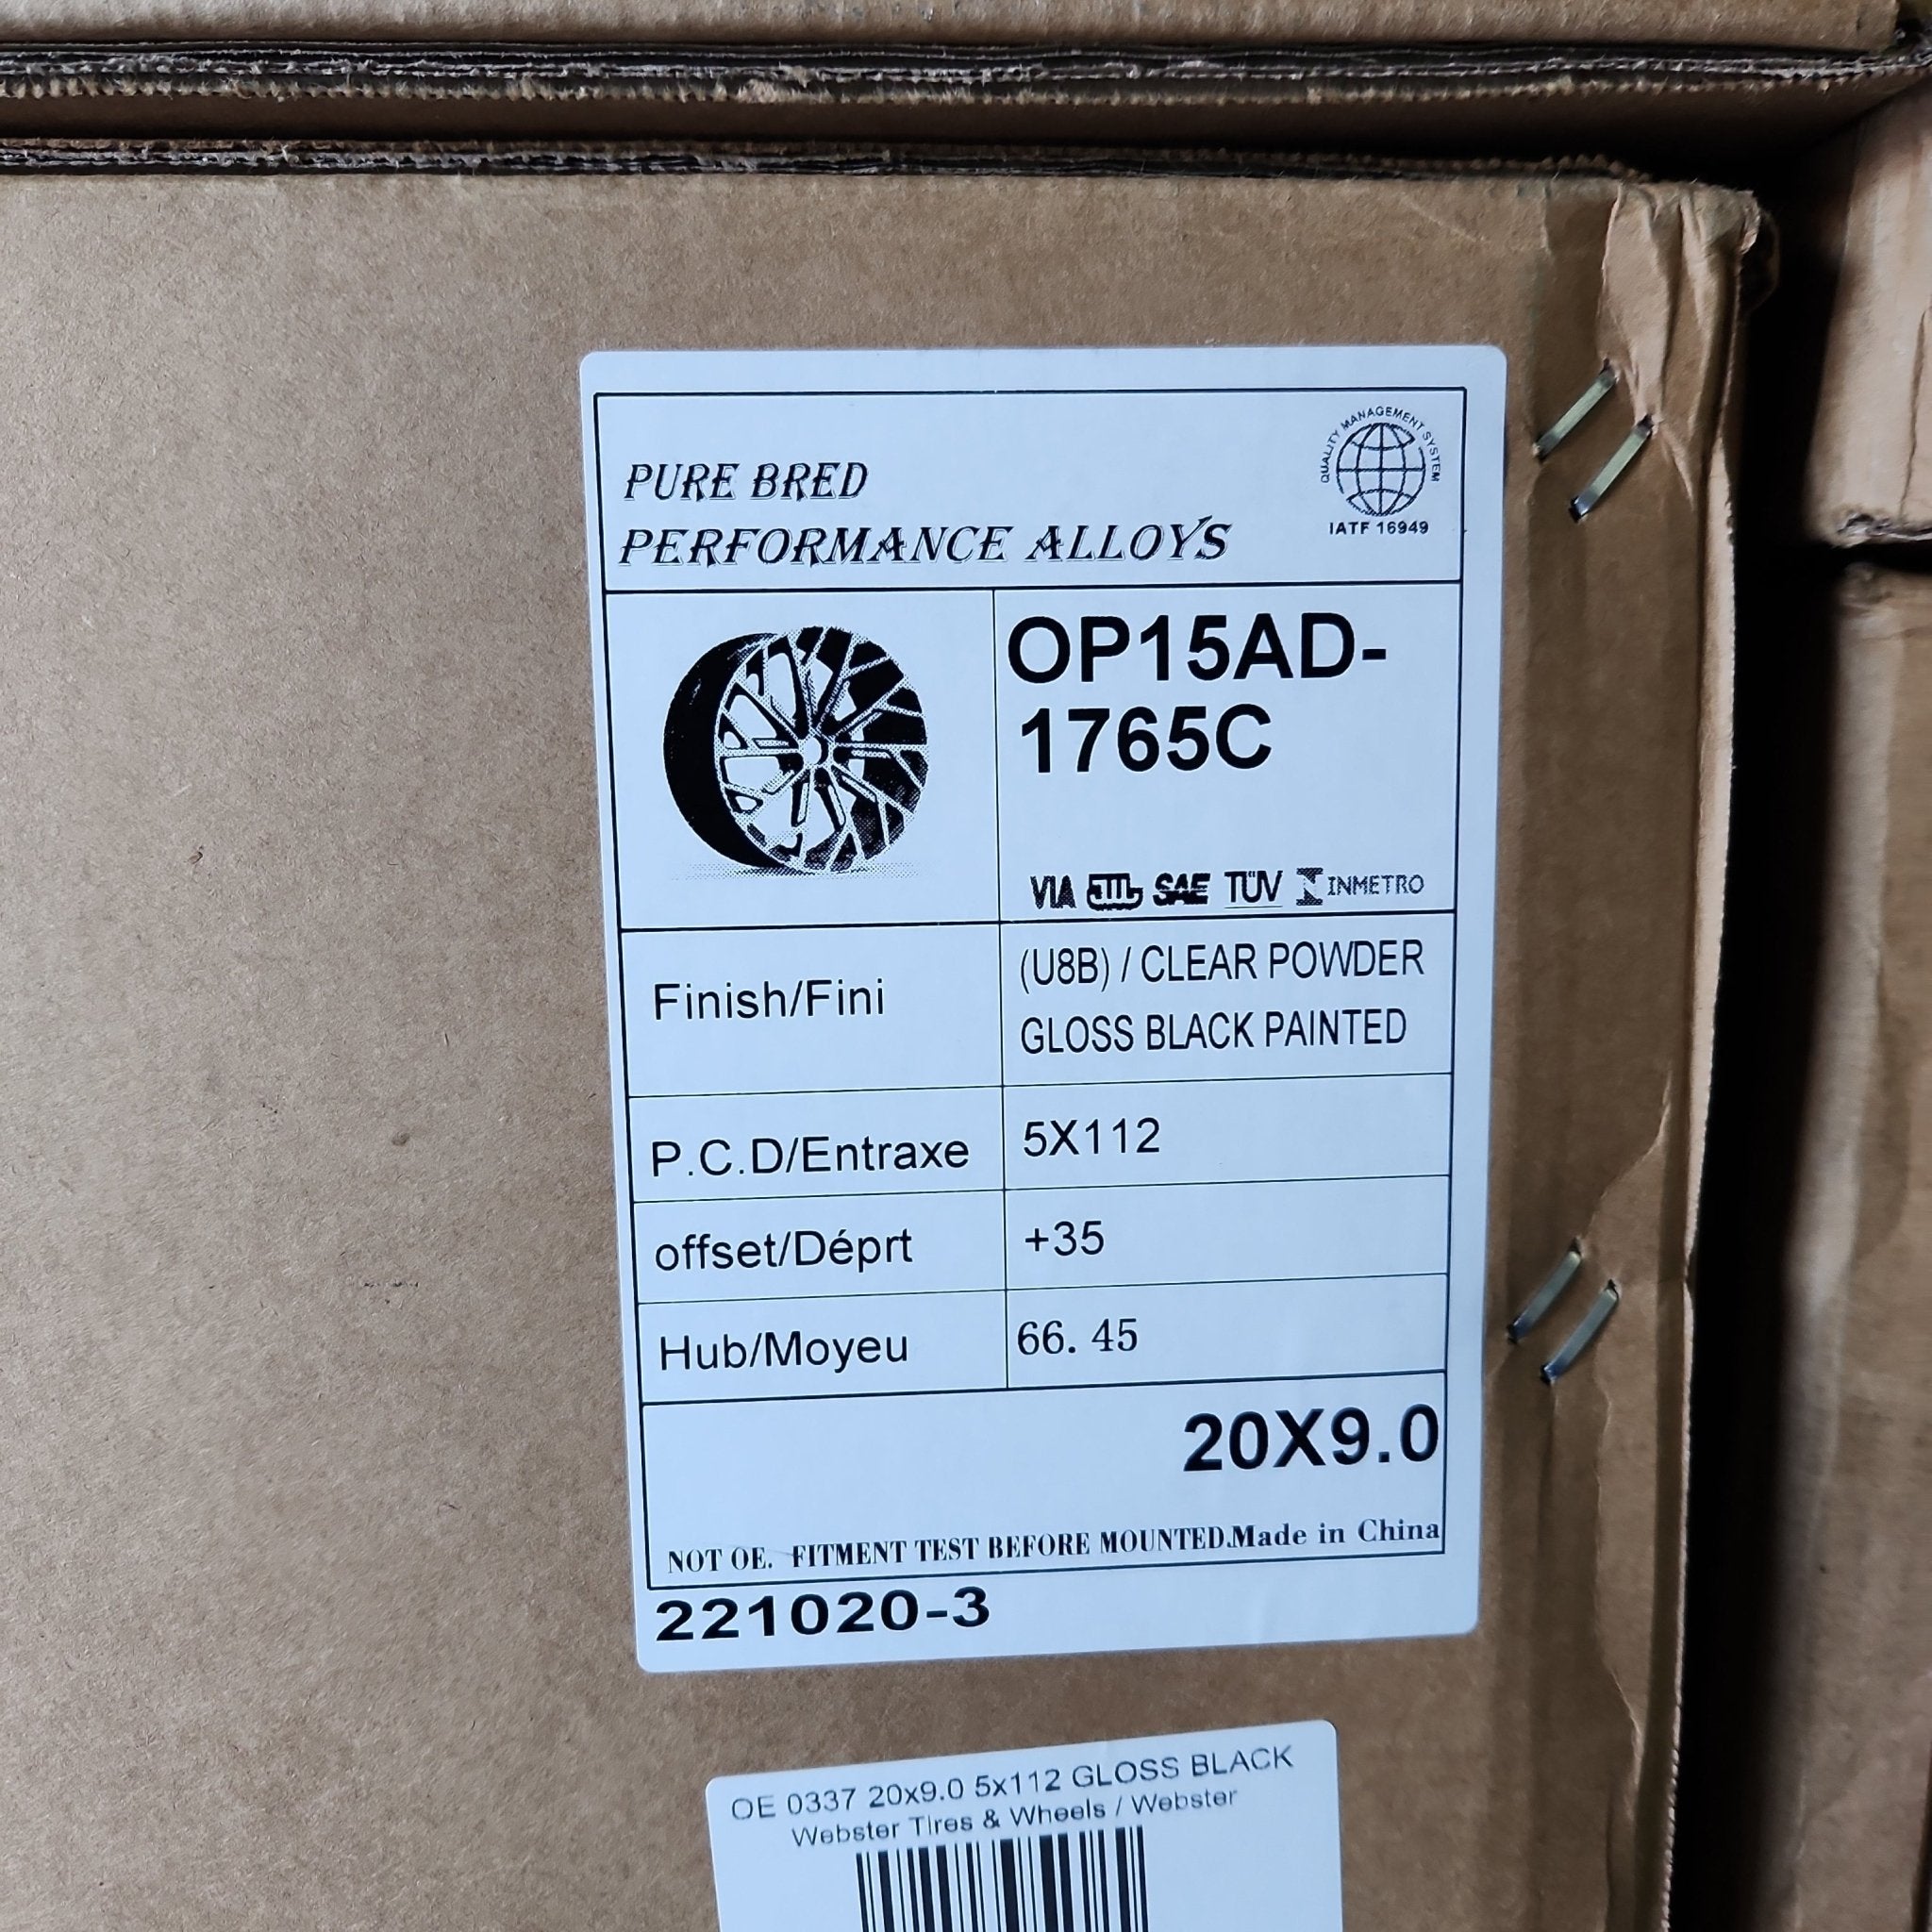 PURE BRED
PERFORMANCE ALLOYS
QUALITY MANAGEMENT SYSTEM
IATF 16949
OP15AD-
1765C
VIA JWL SAE TÜV INMETRO
Finish/Fini
(U8B) / CLEAR POWDER
GLOSS BLACK PAINTED
P.C.D/Entraxe 5X112
offset/Déprt +35
Hub/Moyeu 66.45
20X9.0
NOT OE. FITMENT TEST BEFORE MOUNTED.Made in China
221020-3
OE 0337 20x9.0 5x112 GLOSS BLACK
Webster Tires & Wheels / Webster